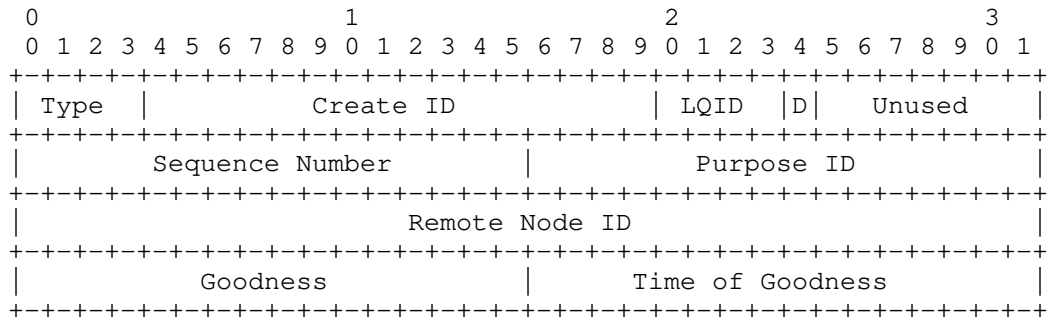 0                   1                   2                   3
 0 1 2 3 4 5 6 7 8 9 0 1 2 3 4 5 6 7 8 9 0 1 2 3 4 5 6 7 8 9 0 1
+-+-+-+-+-+-+-+-+-+-+-+-+-+-+-+-+-+-+-+-+-+-+-+-+-+-+-+-+-+-+-+-+
| Type  |           Create ID           | LQID  |D|   Unused    |
+-+-+-+-+-+-+-+-+-+-+-+-+-+-+-+-+-+-+-+-+-+-+-+-+-+-+-+-+-+-+-+-+
|        Sequence Number        |          Purpose ID           |
+-+-+-+-+-+-+-+-+-+-+-+-+-+-+-+-+-+-+-+-+-+-+-+-+-+-+-+-+-+-+-+-+
|                        Remote Node ID                         |
+-+-+-+-+-+-+-+-+-+-+-+-+-+-+-+-+-+-+-+-+-+-+-+-+-+-+-+-+-+-+-+-+
|           Goodness            |      Time of Goodness         |
+-+-+-+-+-+-+-+-+-+-+-+-+-+-+-+-+-+-+-+-+-+-+-+-+-+-+-+-+-+-+-+-+